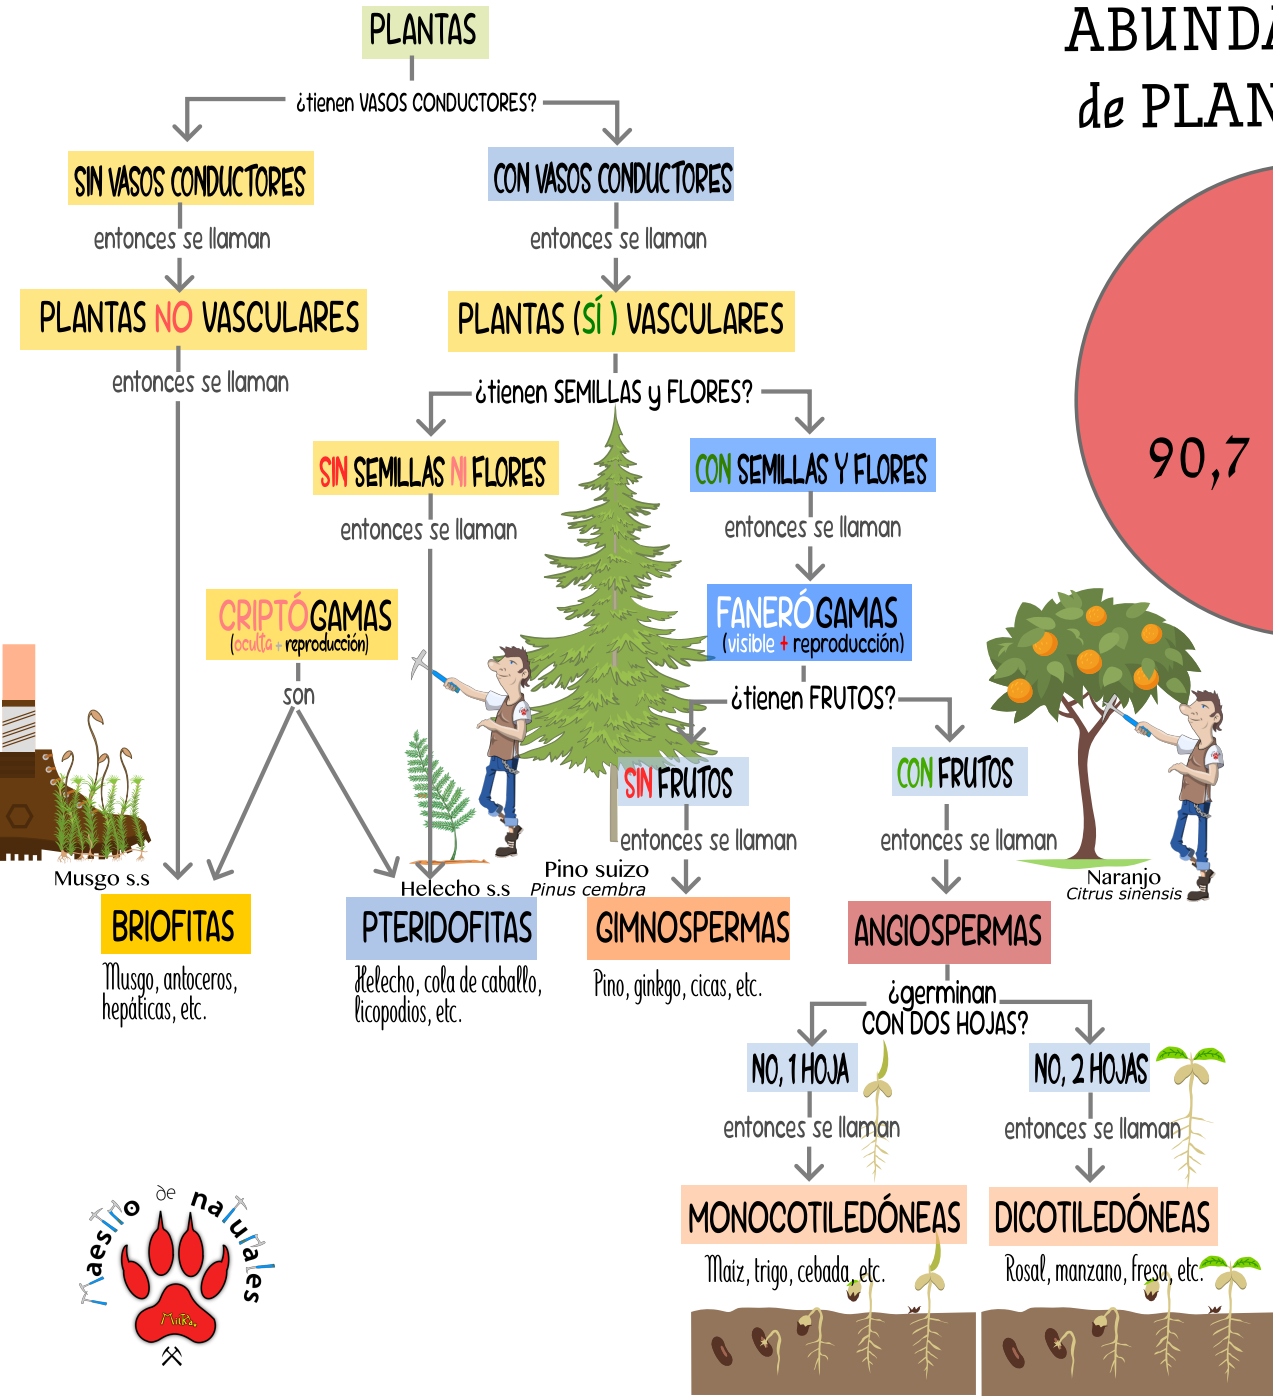 PLANTAS
¿tienen VASOS CONDUCTORES?
SIN VASOS CONDUCTORES
CON VASOS CONDUCTORES
entonces se llaman
entonces se llaman
PLANTAS NO VASCULARES
PLANTAS (SÍ ) VASCULARES
entonces se llaman
¿tienen SEMILLAS y FLORES?
SIN SEMILLAS NI FLORES
CON SEMILLAS Y FLORES
entonces se llaman
entonces se llaman
CRIPTÓGAMAS
(oculta + reproducción)
FANERÓGAMAS
(visible + reproducción)
son
¿tienen FRUTOS?
SIN FRUTOS
CON FRUTOS
entonces se llaman
entonces se llaman
Musgo s.s
Helecho s.s
Pino suizo
Pinus cembra
Naranjo
Citrus sinensis
BRIOFITAS
PTERIDOFITAS
GIMNOSPERMAS
ANGIOSPERMAS
Musgo, antoceros,
hepáticas, etc.
Helecho, cola de caballo,
licopodios, etc.
Pino, ginkgo, cicas, etc.
¿germinan
CON DOS HOJAS?
NO, 1 HOJA
NO, 2 HOJAS
entonces se llaman
entonces se llaman
MONOCOTILEDÓNEAS
DICOTILEDÓNEAS
Maíz, trigo, cebada, etc.
Rosal, manzano, fresa, etc.
ABUNDA
de PLAN
90,7
Maestro de naturales